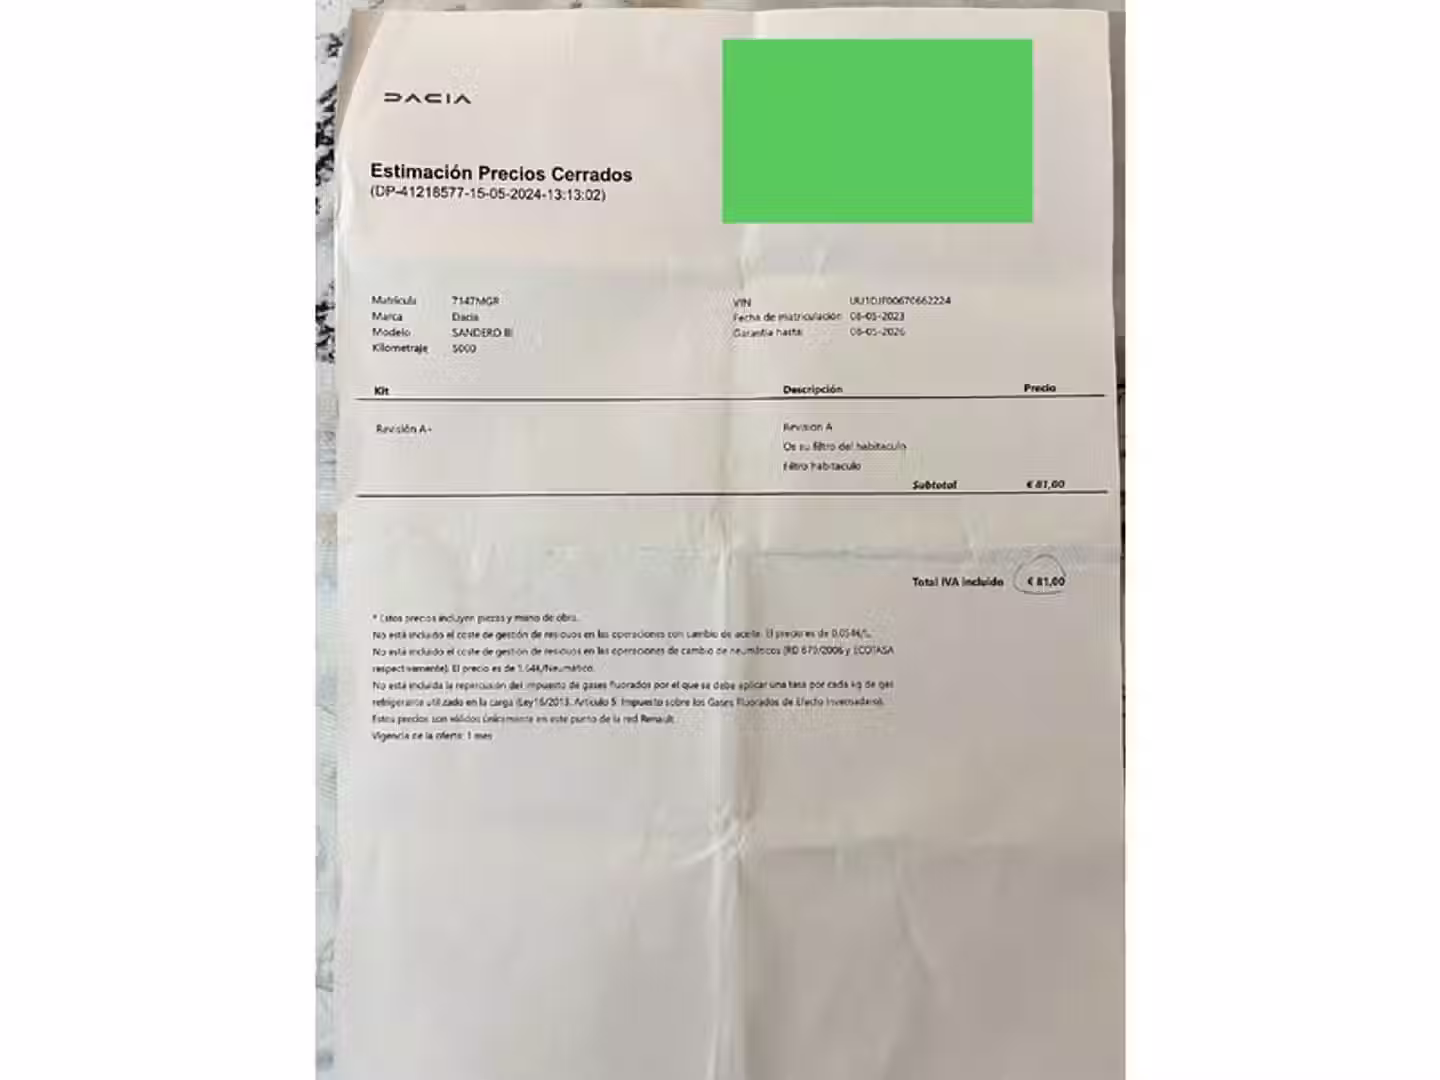 DACIA
Estimación Precios Cerrados
(DP-41218577-15-05-2024-13:13:02)
Matrícula 7147MGR
Marca Dacia
Modelo SANDERO III
Kilometraje 5000
VIN UU1DJF00670662224
Fecha de matriculación 08-05-2023
Garantía hasta 08-05-2026
Kit Descripción Precio
Revisión A+ Revisión A
Os su filtro del habitaculo
Filtro habitaculo
Subtotal € 81,00
Total IVA incluido € 81,00
* Estos precios incluyen piezas y mano de obra.
No está incluido el coste de gestión de residuos en las operaciones con cambio de aceite. El precio es de 0.054€/L.
No está incluido el coste de gestión de residuos en las operaciones de cambio de neumáticos (RD 679/2006 y ECOTASA
respectivamente). El precio es de 1.64€/Neumático.
No está incluida la repercusión del impuesto de gases fluorados por el que se debe aplicar una tasa por cada kg de gas
refrigerante utilizado en la carga (Ley16/2013. Artículo 5. Impuesto sobre los Gases Fluorados de Efecto Invernadero).
Estos precios son válidos únicamente en este punto de la red Renault.
Vigencia de la oferta: 1 mes